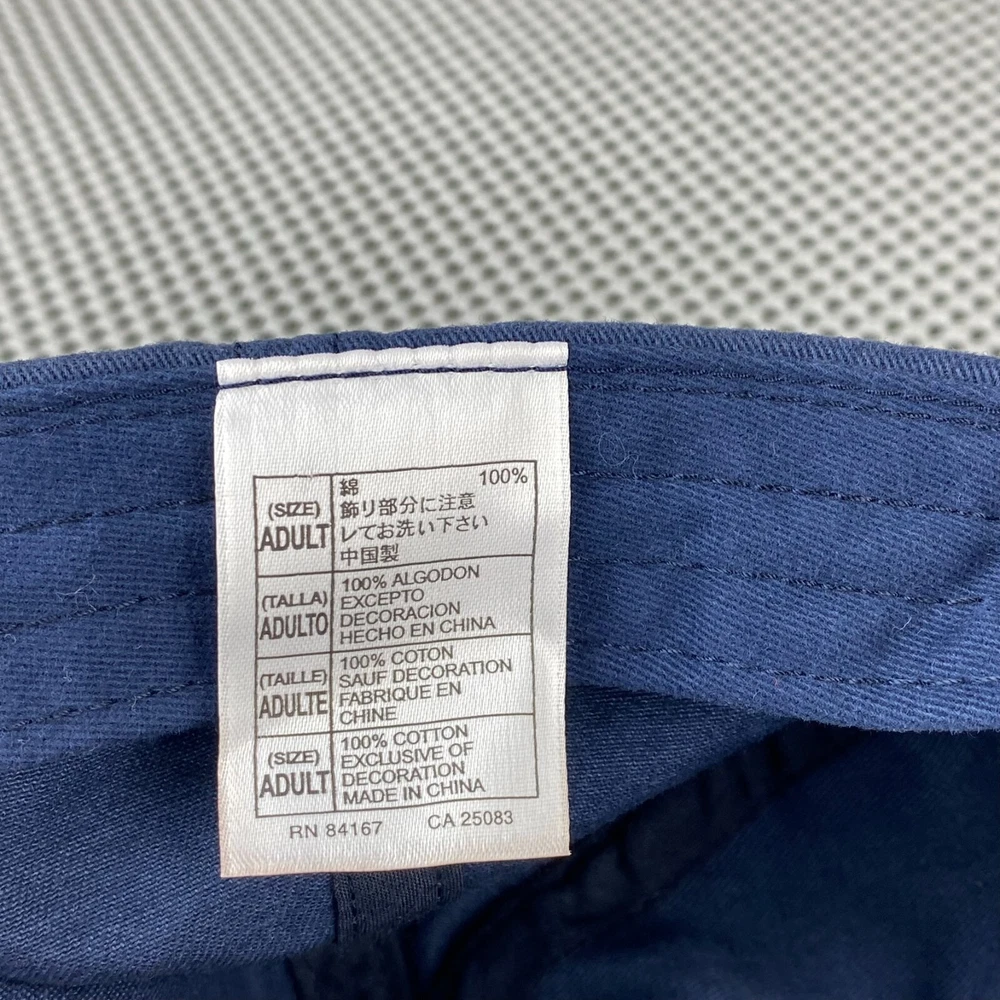 (SIZE)
ADULT
綿 100%
飾リ部分に注意
レてお洗い下さい
中国製
(TALLA)
ADULTO
100% ALGODON
EXCEPTO
DECORACION
HECHO EN CHINA
(TAILLE)
ADULTE
100% COTON
SAUF DECORATION
FABRIQUE EN
CHINE
(SIZE)
ADULT
100% COTTON
EXCLUSIVE OF
DECORATION
MADE IN CHINA
RN 84167 CA 25083